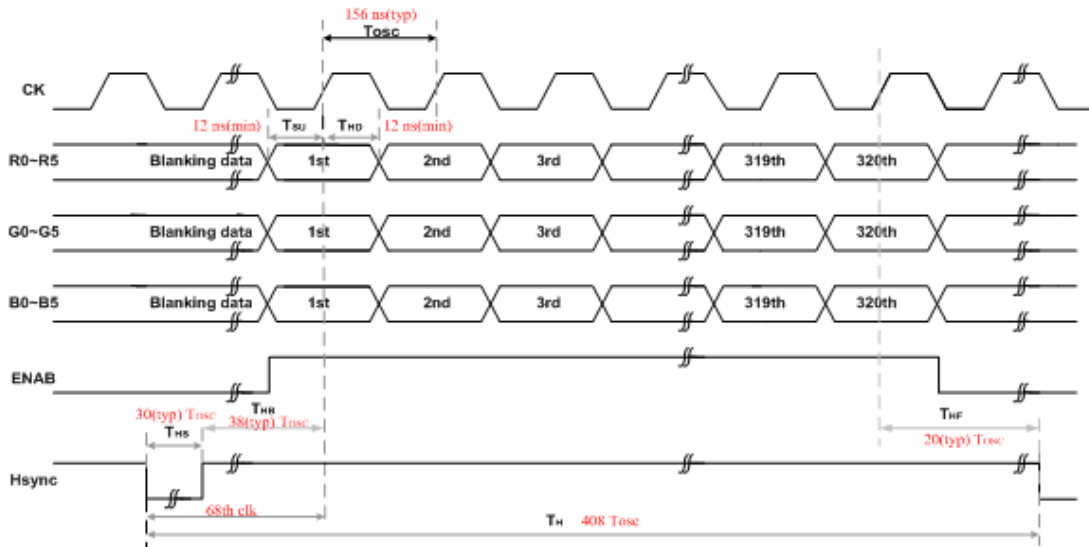 156 ns(typ)
Tosc
CK
12 ns(min) TSU THD 12 ns(min)
R0~R5 Blanking data 1st 2nd 3rd 319th 320th
G0~G5 Blanking data 1st 2nd 3rd 319th 320th
B0~B5 Blanking data 1st 2nd 3rd 319th 320th
ENAB
30(typ) Tosc THB THF
THS 38(typ) Tosc 20(typ) Tosc
Hsync
68th clk
TH 408 Tosc